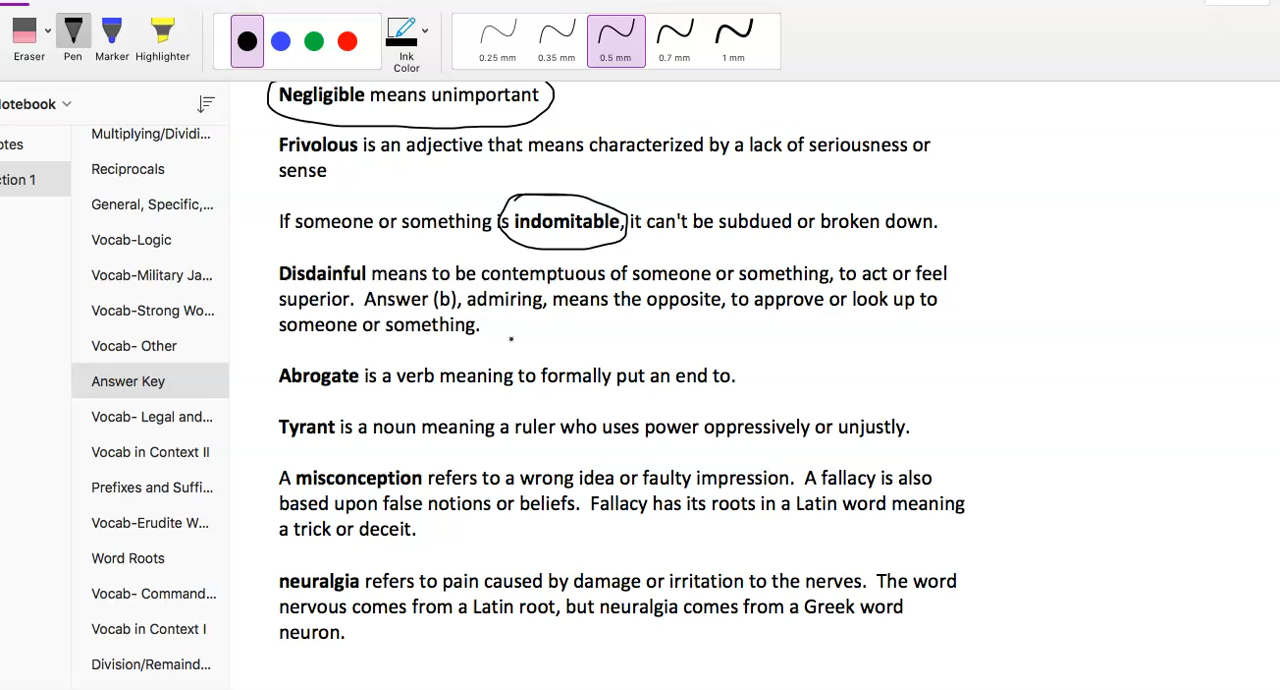 Eraser
Pen
Marker
Highlighter
Ink
Color
0.25 mm
0.35 mm
0.5 mm
0.7 mm
1 mm
otebook
otes
ction 1
Multiplying/Dividi...
Reciprocals
General, Specific,...
Vocab-Logic
Vocab-Military Ja...
Vocab-Strong Wo...
Vocab- Other
Answer Key
Vocab- Legal and...
Vocab in Context II
Prefixes and Suffi...
Vocab-Erudite W...
Word Roots
Vocab- Command...
Vocab in Context I
Division/Remaind...
Negligible means unimportant
Frivolous is an adjective that means characterized by a lack of seriousness or
sense
If someone or something is indomitable, it can't be subdued or broken down.
Disdainful means to be contemptuous of someone or something, to act or feel
superior.  Answer (b), admiring, means the opposite, to approve or look up to
someone or something.
Abrogate is a verb meaning to formally put an end to.
Tyrant is a noun meaning a ruler who uses power oppressively or unjustly.
A misconception refers to a wrong idea or faulty impression.  A fallacy is also
based upon false notions or beliefs.  Fallacy has its roots in a Latin word meaning
a trick or deceit.
neuralgia refers to pain caused by damage or irritation to the nerves.  The word
nervous comes from a Latin root, but neuralgia comes from a Greek word
neuron.